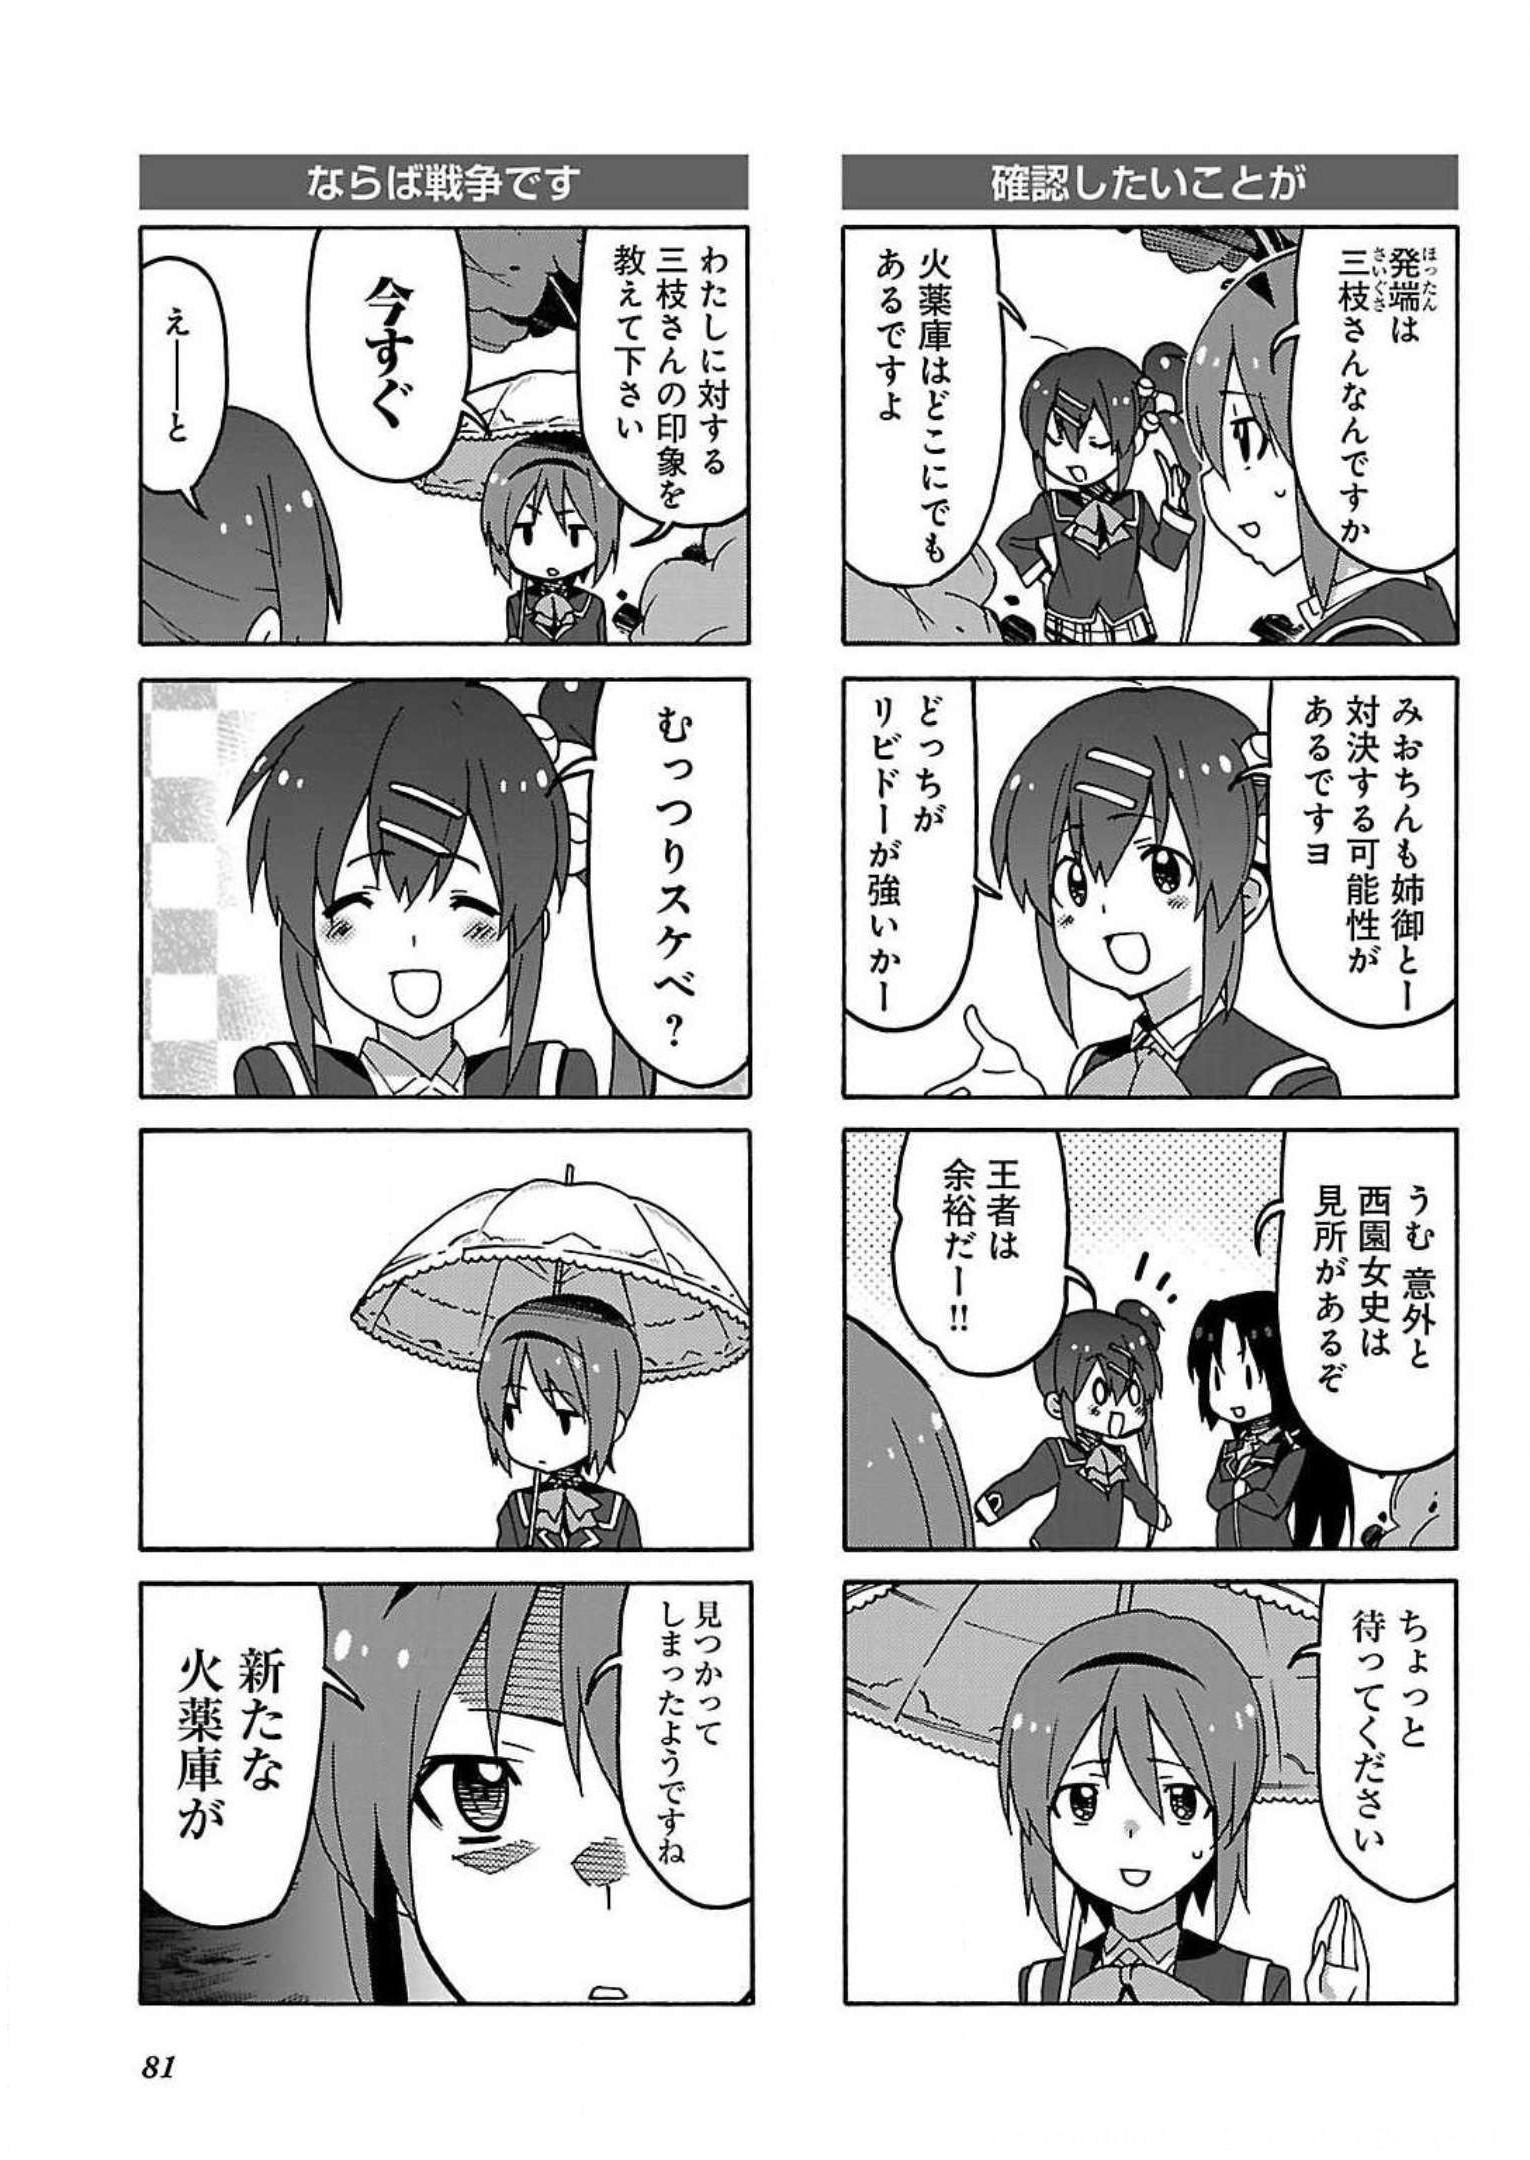 確認したいことが
発端は
ほったん
三枝さんなんですか
さいぐさ
火薬庫はどこにでも
あるですよ
みおちんも姉御とー
対決する可能性が
あるですヨ
どっちが
リビドーが強いかー
うむ 意外と
西園女史は
見所があるぞ
王者は
余裕だー!!
ちょっと
待ってください
ならば戦争です
わたしに対する
三枝さんの印象を
教えて下さい
今すぐ
えーーと
むっつりスケベ?
見つかって
しまったようですね
新たな
火薬庫が
81